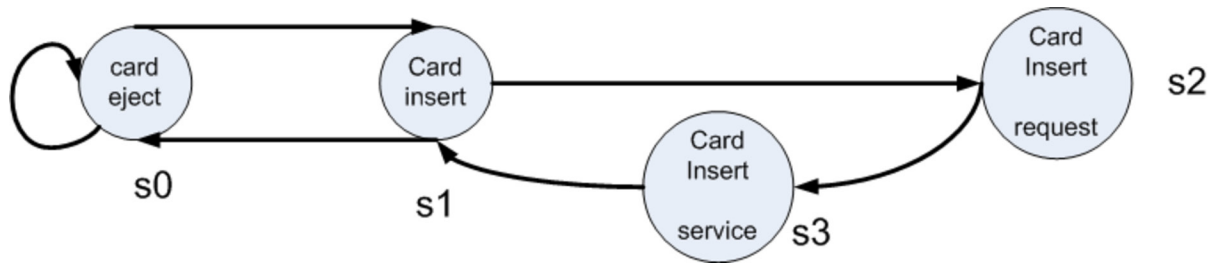 card
eject
s0
Card
insert
s1
Card
Insert
request
s2
Card
Insert
service
s3